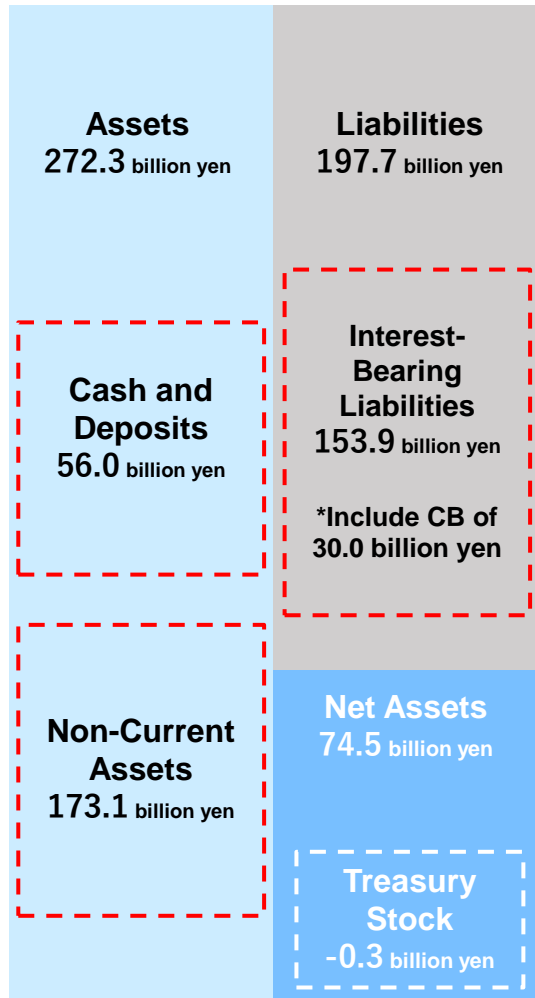 Assets
272.3 billion yen
Cash and
Deposits
56.0 billion yen
Non-Current
Assets
173.1 billion yen
Liabilities
197.7 billion yen
Interest-
Bearing
Liabilities
153.9 billion yen
*Include CB of
30.0 billion yen
Net Assets
74.5 billion yen
Treasury
Stock
-0.3 billion yen